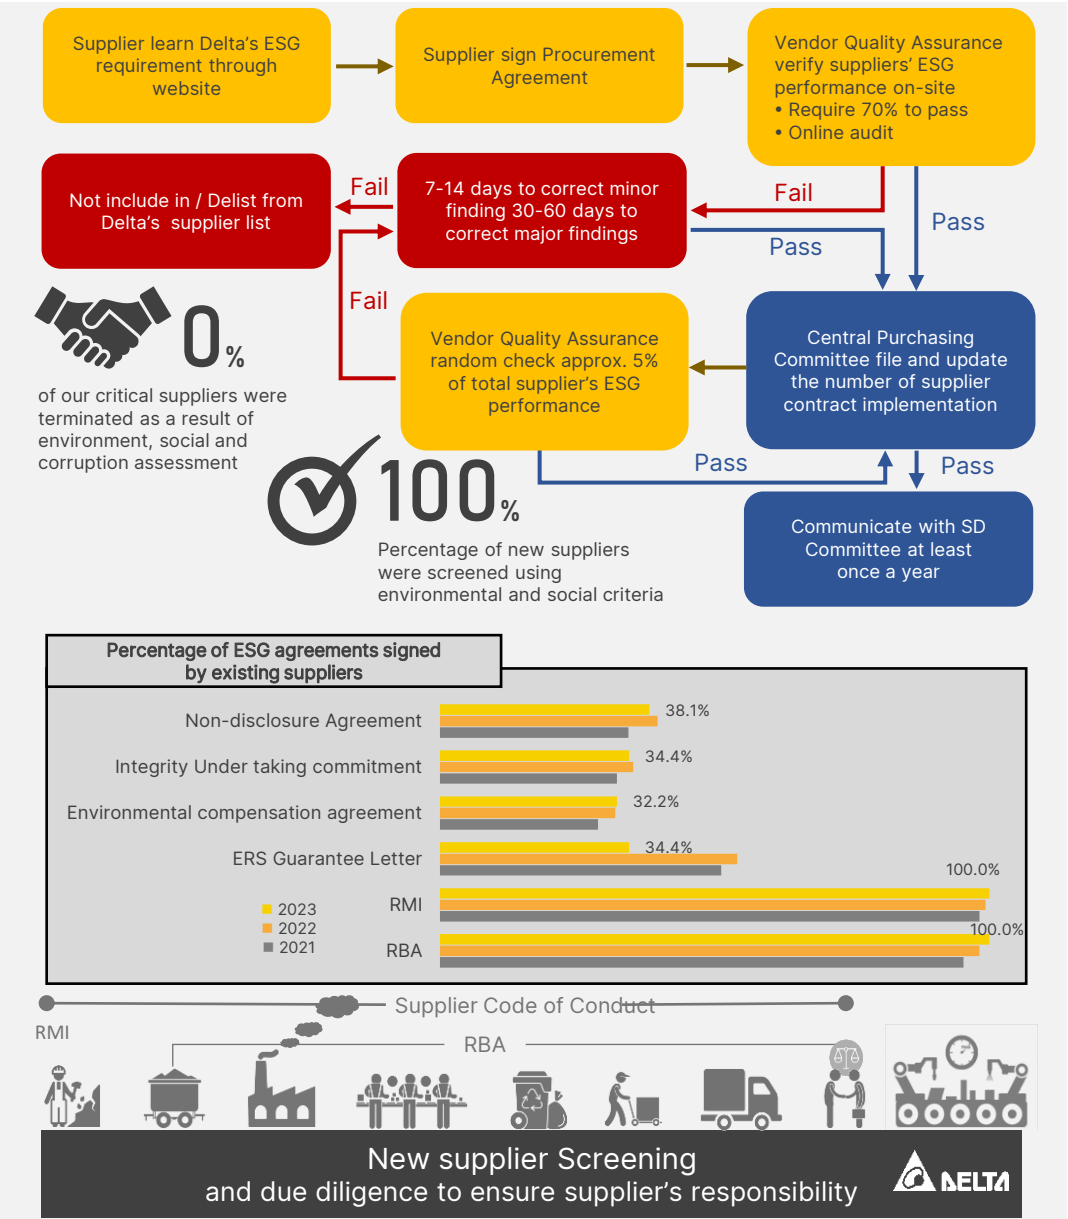 Supplier learn Delta's ESG
requirement through
website
Supplier sign Procurement
Agreement
Vendor Quality Assurance
verify suppliers' ESG
performance on-site
• Require 70% to pass
• Online audit
Not include in / Delist from
Delta's supplier list
Fail
7-14 days to correct minor
finding 30-60 days to
correct major findings
Fail
Pass
Pass
Fail
0%
of our critical suppliers were
terminated as a result of
environment, social and
corruption assessment
Vendor Quality Assurance
random check approx. 5%
of total supplier's ESG
performance
Central Purchasing
Committee file and update
the number of supplier
contract implementation
Pass
Pass
100%
Percentage of new suppliers
were screened using
environmental and social criteria
Communicate with SD
Committee at least
once a year
Percentage of ESG agreements signed
by existing suppliers
Non-disclosure Agreement
38.1%
Integrity Under taking commitment
34.4%
Environmental compensation agreement
32.2%
ERS Guarantee Letter
34.4%
RMI
100.0%
RBA
100.0%
2023
2022
2021
Supplier Code of Conduct
RMI
RBA
New supplier Screening
and due diligence to ensure supplier's responsibility
DELTA